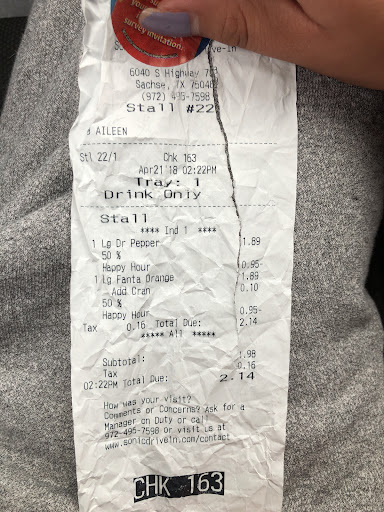 survey invitation.
ve-in
6040 S Highway 78
Sachse, TX 75048
(972) 495-7598
Stall #22
d AILEEN
Stl 22/1 Chk 163
Apr21'18 02:22PM
Tray: 1
Drink Only
Stall
**** Ind 1 ****
1 Lg Dr Pepper 1.89
50 %
Happy Hour 0.95-
1 Lg Fanta Orange 1.89
Add Cran 0.10
50 %
Happy Hour 0.95-
Tax 0.16 Total Due: 2.14
***** All *****
Subtotal: 1.98
Tax 0.16
02:22PM Total Due: 2.14
How was your visit?
Comments or Concerns? Ask for a
Manager on Duty or call
972-495-7598 or visit us at
www.sonicdrivein.com/contact
CHK 163